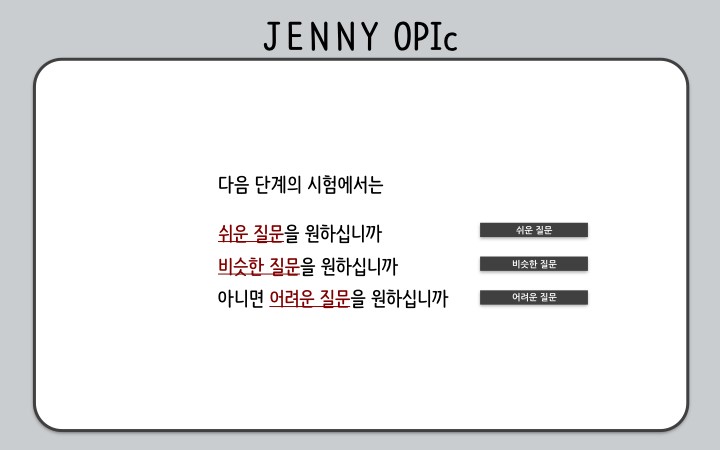 JENNY OPIc
다음 단계의 시험에서는
쉬운 질문을 원하십니까
쉬운 질문
비슷한 질문을 원하십니까
비슷한 질문
아니면 어려운 질문을 원하십니까
어려운 질문